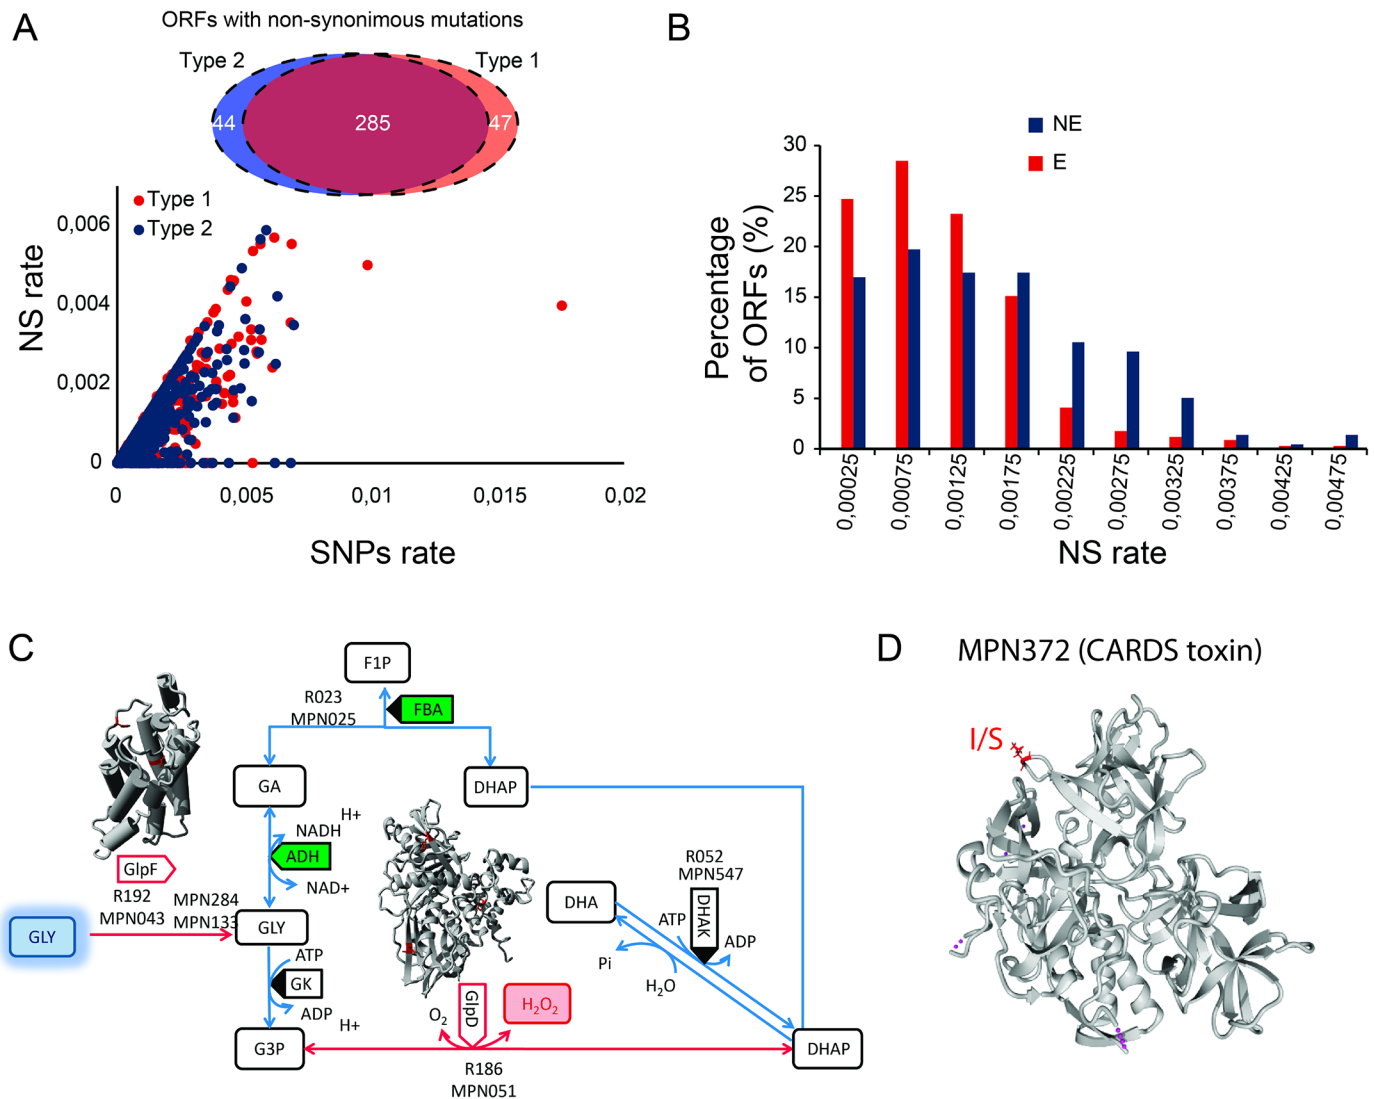 A
ORFs with non-synonimous mutations
Type 2
Type 1
44
285
47
Type 1
Type 2
NS rate
0,006
0,004
0,002
0
0
0,005
0,01
0,015
0,02
SNPs rate
B
NE
E
Percentage
of ORFs (%)
30
25
20
15
10
5
0
0,00025
0,00075
0,00125
0,00175
0,00225
0,00275
0,00325
0,00375
0,00425
0,00475
NS rate
C
F1P
R023
MPN025
FBA
GA
DHAP
H+
NADH
ADH
NAD+
GlpF
R192
MPN043
MPN284
MPN133
GLY
GLY
ATP
GK
ADP
H+
G3P
O2
GlpD
H2O2
R186
MPN051
DHA
R052
MPN547
DHAK
ATP
ADP
Pi
H2O
DHAP
D
MPN372 (CARDS toxin)
I/S